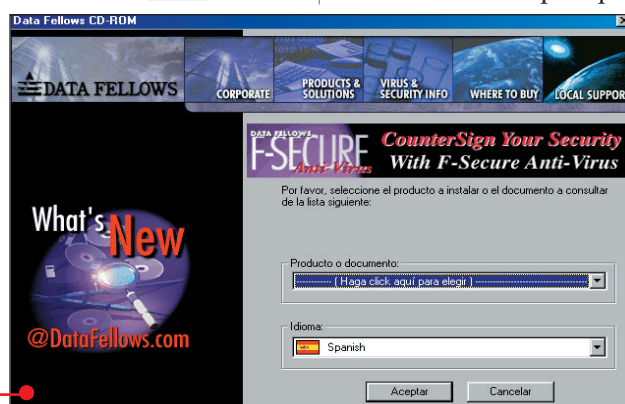 Data Fellows CD-ROM
DATA FELLOWS
CORPORATE
PRODUCTS &
SOLUTIONS
VIRUS &
SECURITY INFO
WHERE TO BUY
LOCAL SUPPOR
DATA FELLOWS
F-SECURE
Anti-Virus
CounterSign Your Security
With F-Secure Anti-Virus
Por favor, seleccione el producto a instalar o el documento a consultar
de la lista siguiente:
What's New
@DataFellows.com
Producto o documento:
----------- ( Haga click aquí para elegir ) -----------------------------------
Idioma:
Spanish
Aceptar
Cancelar